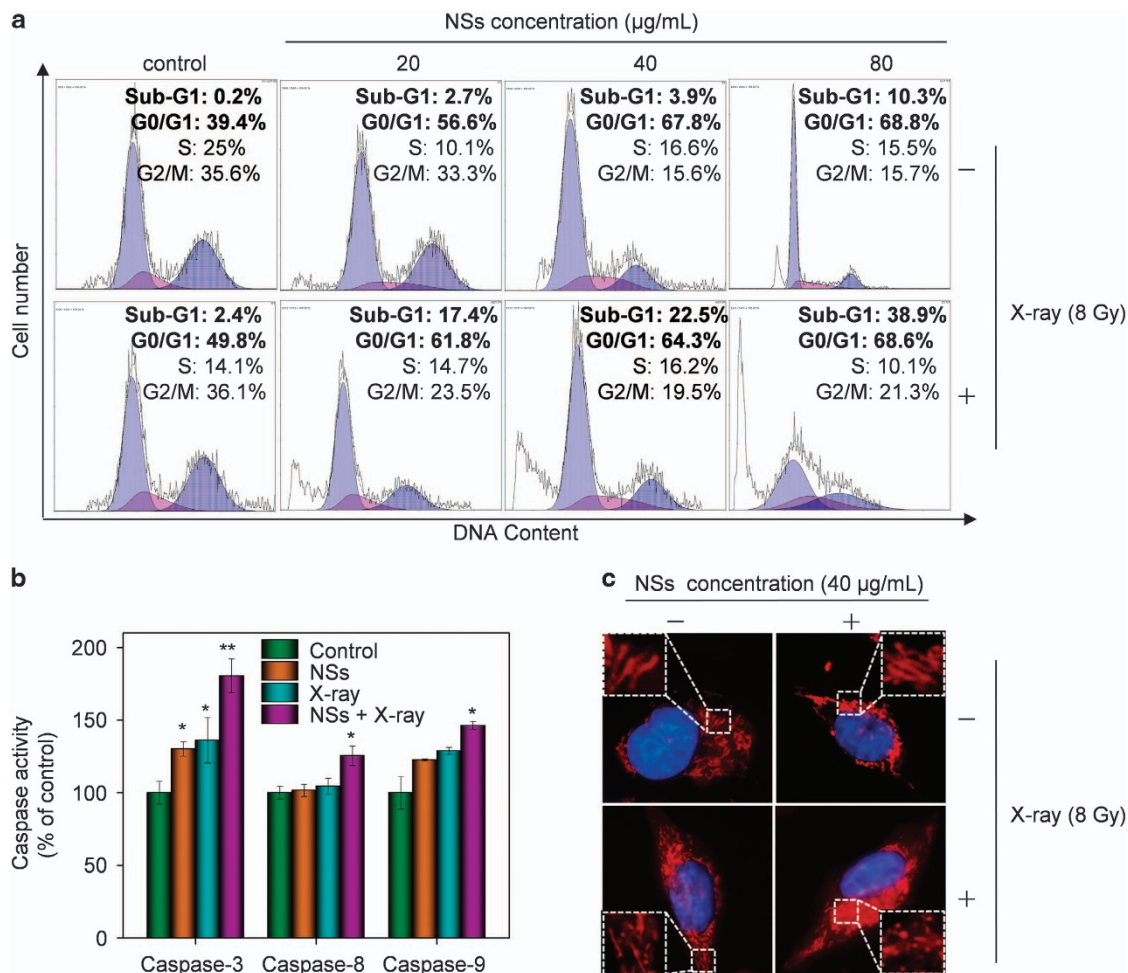 a
NSs concentration (µg/mL)
control
20
40
80
Sub-G1: 0.2%
G0/G1: 39.4%
S: 25%
G2/M: 35.6%
Sub-G1: 2.7%
G0/G1: 56.6%
S: 10.1%
G2/M: 33.3%
Sub-G1: 3.9%
G0/G1: 67.8%
S: 16.6%
G2/M: 15.6%
Sub-G1: 10.3%
G0/G1: 68.8%
S: 15.5%
G2/M: 15.7%
−
Sub-G1: 2.4%
G0/G1: 49.8%
S: 14.1%
G2/M: 36.1%
Sub-G1: 17.4%
G0/G1: 61.8%
S: 14.7%
G2/M: 23.5%
Sub-G1: 22.5%
G0/G1: 64.3%
S: 16.2%
G2/M: 19.5%
Sub-G1: 38.9%
G0/G1: 68.6%
S: 10.1%
G2/M: 21.3%
+
X-ray (8 Gy)
Cell number
DNA Content
b
Caspase activity
(% of control)
200
150
100
50
0
Control
NSs
X-ray
NSs + X-ray
*
*
**
*
*
Caspase-3
Caspase-8
Caspase-9
c
NSs concentration (40 µg/mL)
−
+
−
+
X-ray (8 Gy)